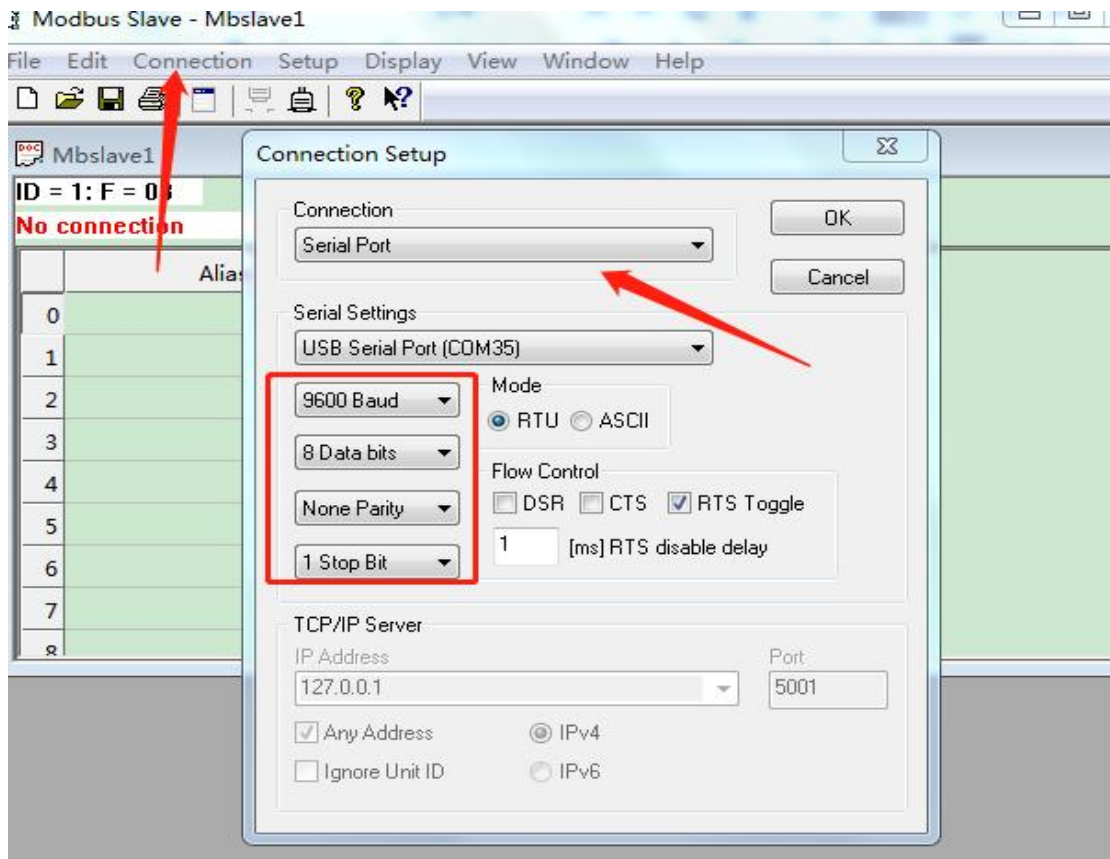 Modbus Slave - Mbslave1
File Edit Connection Setup Display View Window Help
Mbslave1
ID = 1: F = 03
No connection
Alias
0
1
2
3
4
5
6
7
8
Connection Setup
Connection
Serial Port
OK
Cancel
Serial Settings
USB Serial Port (COM35)
9600 Baud
8 Data bits
None Parity
1 Stop Bit
Mode
RTU ASCII
Flow Control
DSR CTS RTS Toggle
1 [ms] RTS disable delay
TCP/IP Server
IP Address Port
127.0.0.1 5001
Any Address IPv4
Ignore Unit ID IPv6